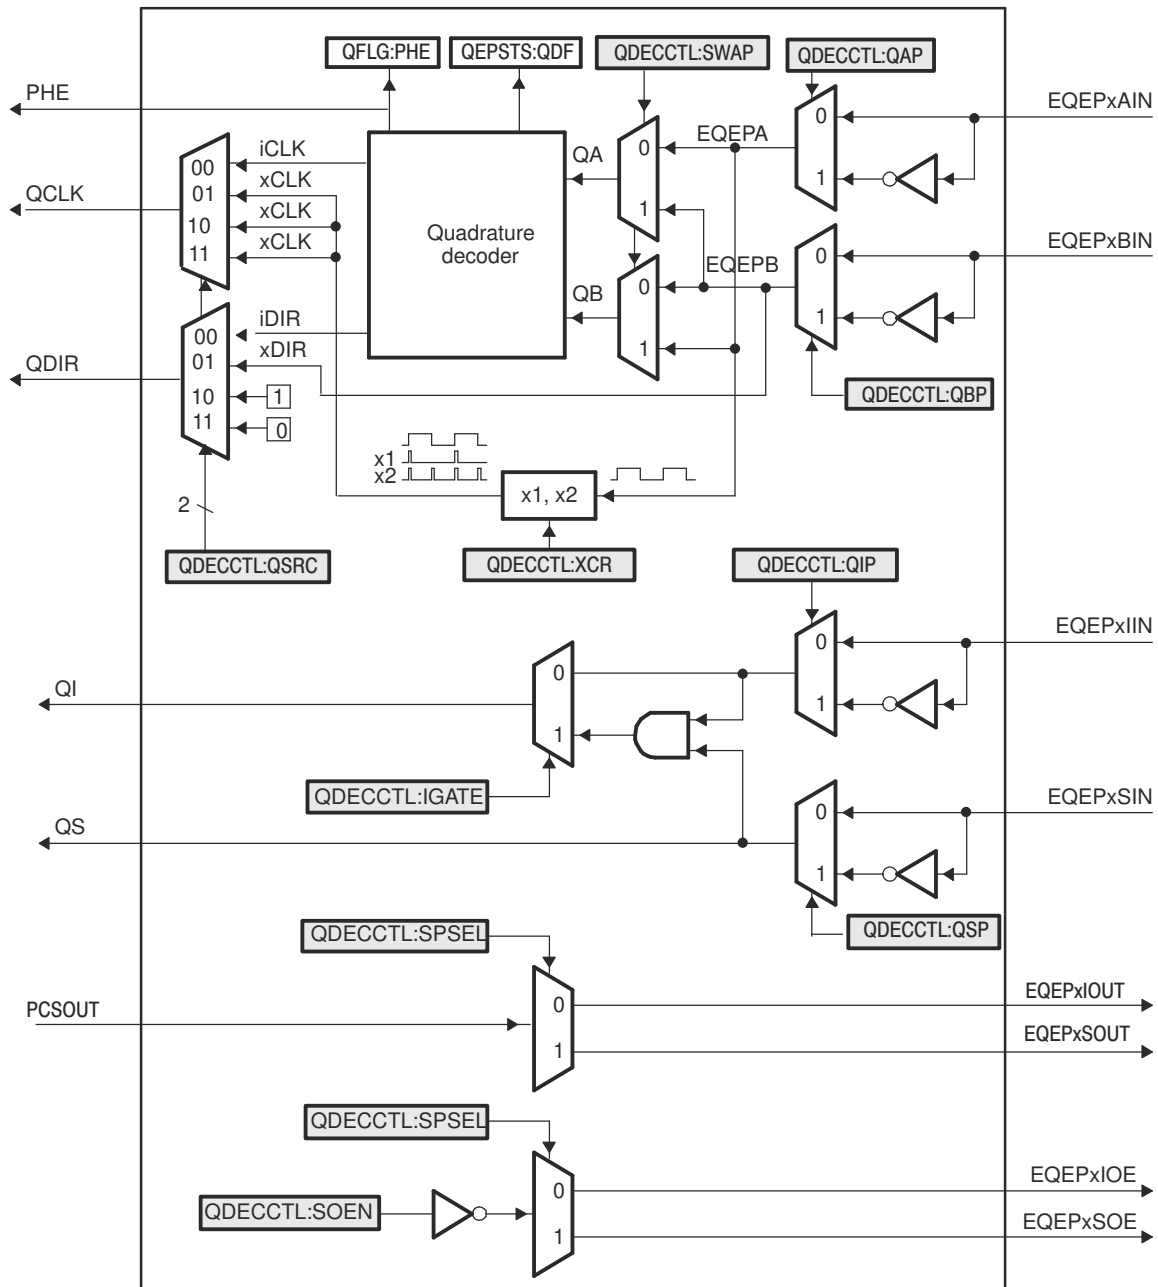 QFLG:PHE
QEPSTS:QDF
QDECCTL:SWAP
QDECCTL:QAP
PHE
EQEPxAIN
0
EQEPA
00
iCLK
QA
0
01
xCLK
1
QCLK
10
xCLK
1
11
xCLK
Quadrature
decoder
EQEPB
0
EQEPxBIN
QB
0
00
iDIR
1
01
xDIR
1
QDIR
10
1
QDECCTL:QBP
11
0
x1
x2
x1, x2
2
QDECCTL:QSRC
QDECCTL:XCR
QDECCTL:QIP
EQEPxIIN
0
0
QI
1
1
QDECCTL:IGATE
EQEPxSIN
0
QS
1
QDECCTL:SPSEL
QDECCTL:QSP
PCSOUT
0
EQEPxIOUT
1
EQEPxSOUT
QDECCTL:SPSEL
0
EQEPxIOE
QDECCTL:SOEN
1
EQEPxSOE